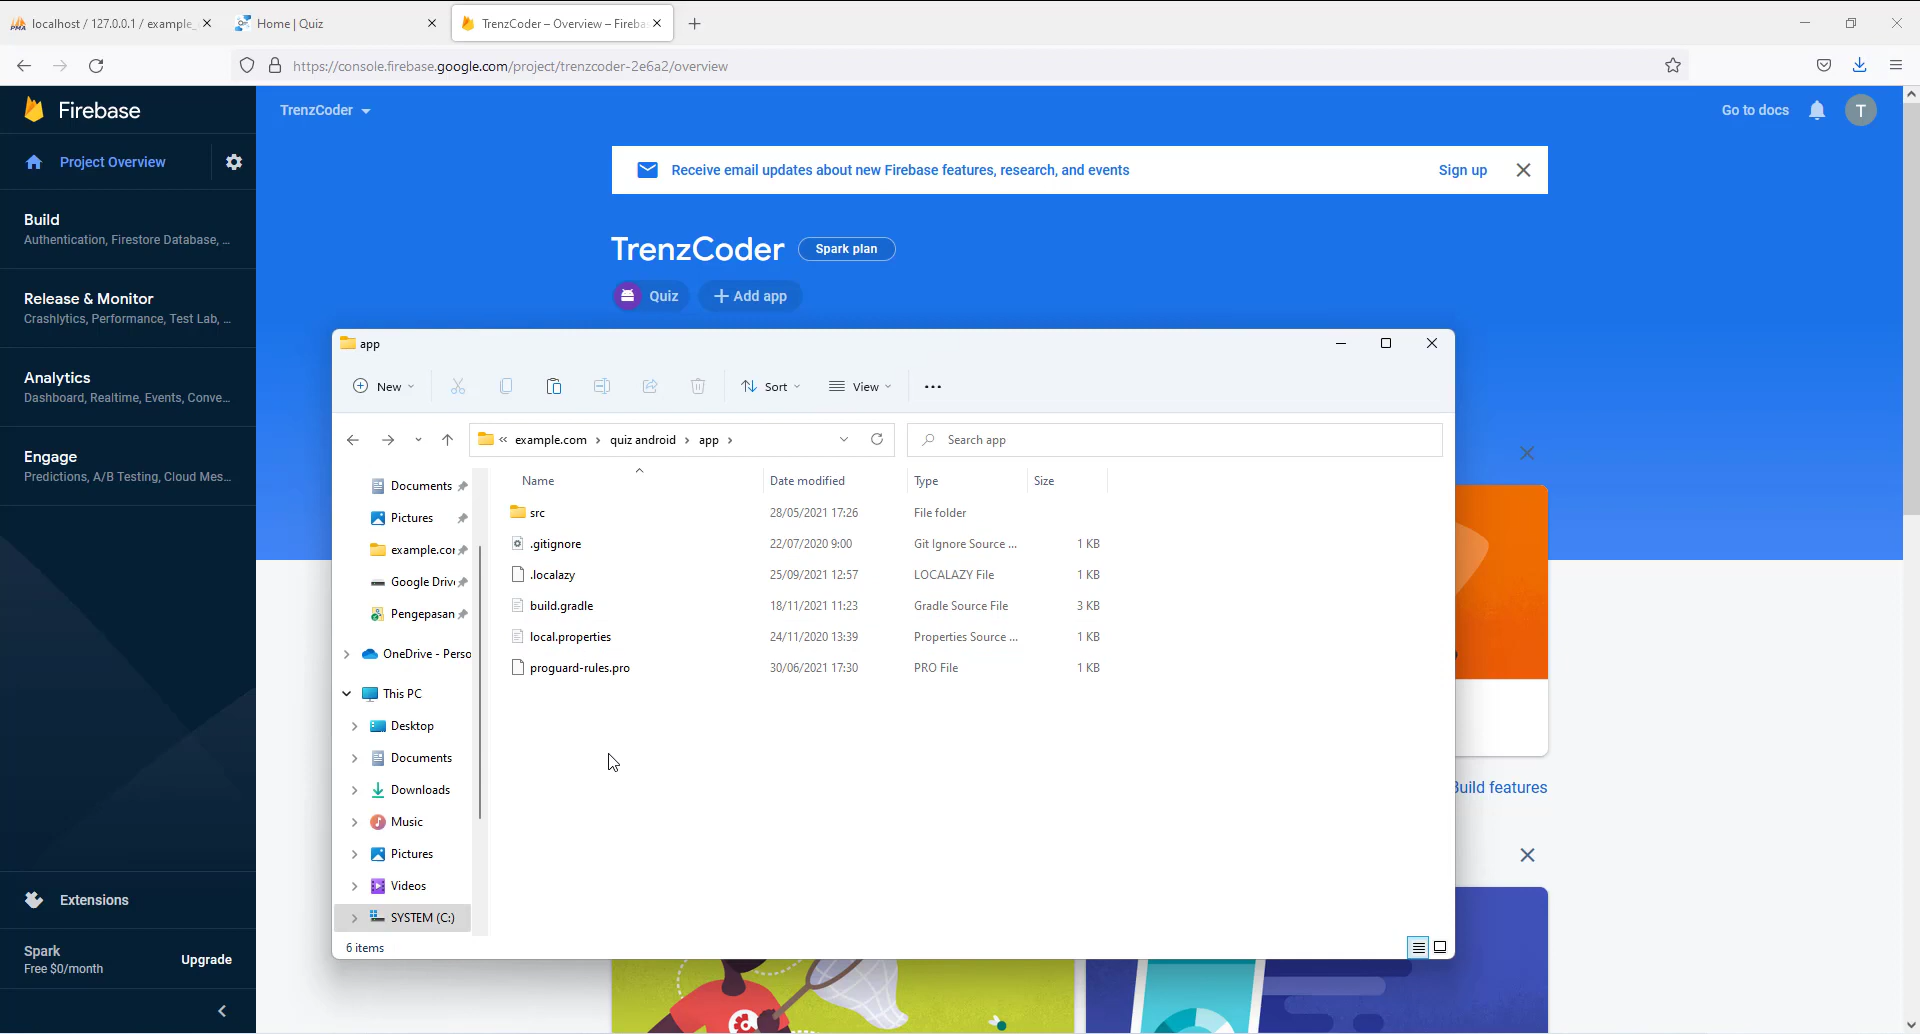 localhost / 127.0.0.1 / example_
Home | Quiz
TrenzCoder – Overview – Fireba
https://console.firebase.google.com/project/trenzcoder-2e6a2/overview
Firebase
TrenzCoder
Go to docs
T
Project Overview
Receive email updates about new Firebase features, research, and events
Sign up
Build
Authentication, Firestore Database, ...
TrenzCoder
Spark plan
Quiz
Add app
Release & Monitor
Crashlytics, Performance, Test Lab, ...
Analytics
Dashboard, Realtime, Events, Conve...
Engage
Predictions, A/B Testing, Cloud Mes...
Extensions
Spark
Free $0/month
Upgrade
app
New
Sort
View
« example.com › quiz android › app ›
Search app
Documents
Pictures
example.cor
Google Driv
Pengepasan
OneDrive - Perso
This PC
Desktop
Documents
Downloads
Music
Pictures
Videos
SYSTEM (C:)
Name Date modified Type Size
src 28/05/2021 17:26 File folder
.gitignore 22/07/2020 9:00 Git Ignore Source ... 1 KB
.localazy 25/09/2021 12:57 LOCALAZY File 1 KB
build.gradle 18/11/2021 11:23 Gradle Source File 3 KB
local.properties 24/11/2020 13:39 Properties Source ... 1 KB
proguard-rules.pro 30/06/2021 17:30 PRO File 1 KB
6 items
Build features